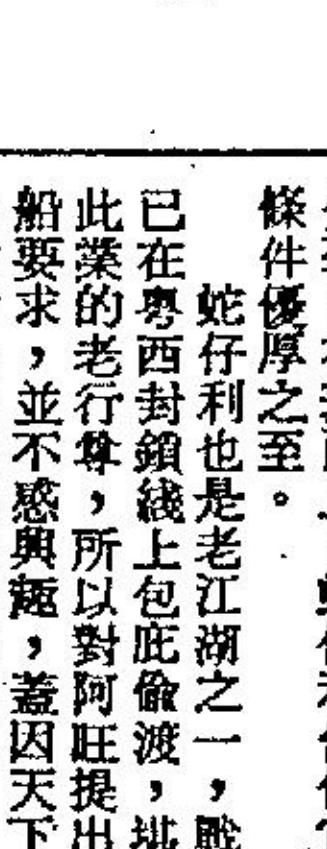 條件優厚之至。
蛇仔利也是老江湖之一，戰
已在粵西封鎖綫上包庇偷渡，堪
此業的老行尊，所以對阿旺提出
船要求，並不感興趣，蓋因天下